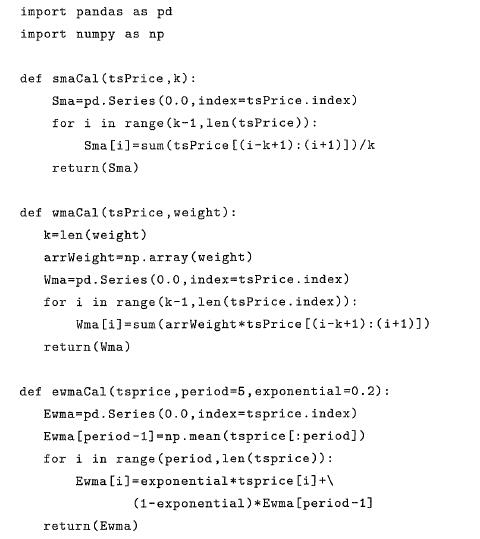 import pandas as pd
import numpy as np

def smaCal(tsPrice,k):
    Sma=pd.Series(0.0,index=tsPrice.index)
    for i in range(k-1,len(tsPrice)):
        Sma[i]=sum(tsPrice[(i-k+1):(i+1)])/k
    return(Sma)

def wmaCal(tsPrice,weight):
    k=len(weight)
    arrWeight=np.array(weight)
    Wma=pd.Series(0.0,index=tsPrice.index)
    for i in range(k-1,len(tsPrice.index)):
        Wma[i]=sum(arrWeight*tsPrice[(i-k+1):(i+1)])
    return(Wma)

def ewmaCal(tsprice,period=5,exponential=0.2):
    Ewma=pd.Series(0.0,index=tsprice.index)
    Ewma[period-1]=np.mean(tsprice[:period])
    for i in range(period,len(tsprice)):
        Ewma[i]=exponential*tsprice[i]+\
               (1-exponential)*Ewma[period-1]
    return(Ewma)